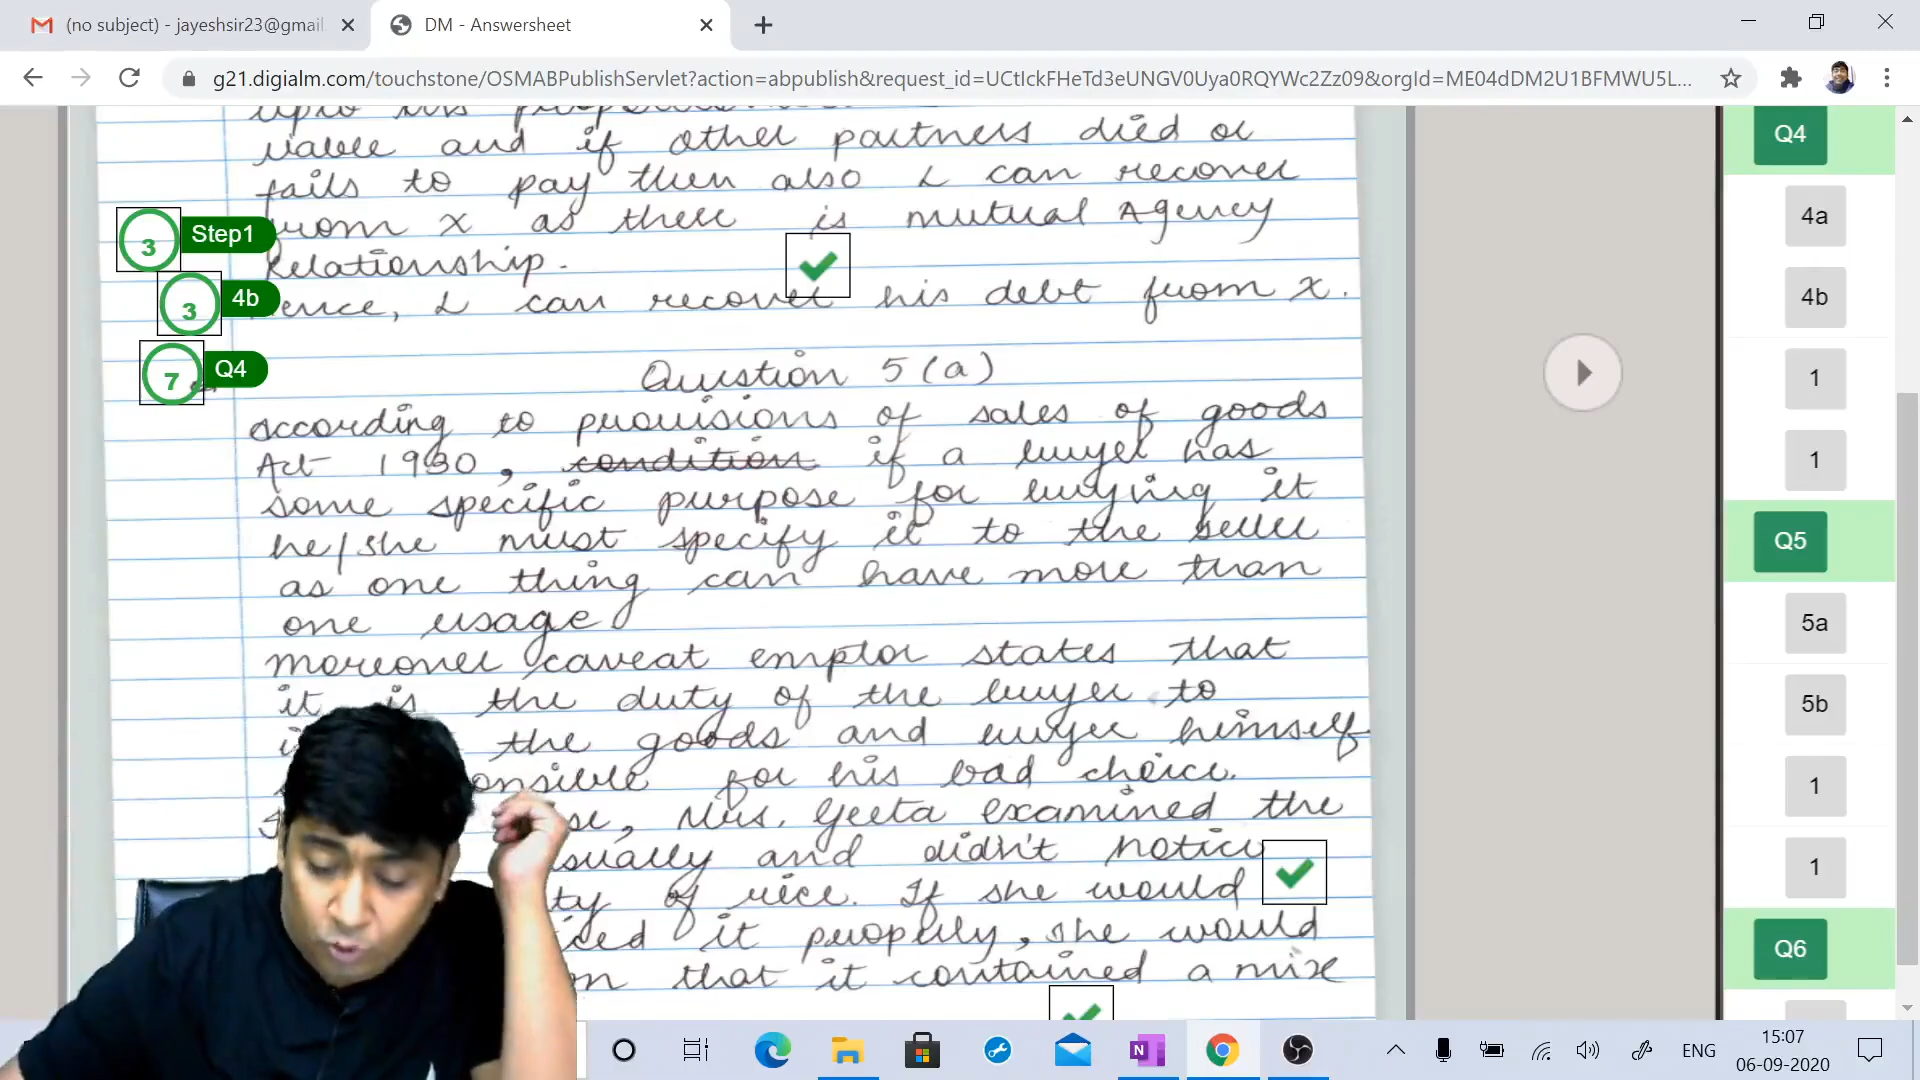 (no subject) - jayeshsir23@gmail
DM - Answersheet
g21.digialm.com/touchstone/OSMABPublishServlet?action=abpublish&request_id=UCtIckFHeTd3eUNGV0Uya0RQYWc2Zz09&orgId=ME04dDM2U1BFMWU5L...
liable and if other partners died or
fails to pay then also L can recover
from X as there is mutual Agency
Relationship.
Hence, L can recover his debt from X.
3 Step1
3 4b
7 Q4
Question 5 (a)
according to provisions of sales of goods
Act 1930, condition if a buyer has
some specific purpose for buying it
he/she must specify it to the seller
as one thing can have more than
one usage
moreover caveat emptor states that
it is the duty of the buyer to
the goods and buyer himself
for his bad choice.
Mrs. Geeta examined the
and didn't notice
of rice. If she would
it properly, she would
that it contained a mix
Q4
4a
4b
1
1
Q5
5a
5b
1
1
Q6
ENG
15:07
06-09-2020